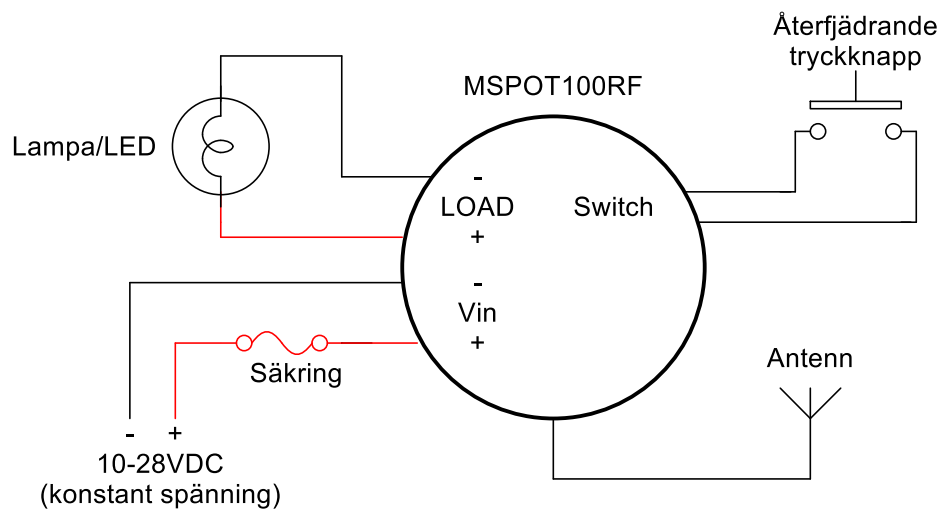 Återfjädrande
tryckknapp
MSPOT100RF
Lampa/LED
-
LOAD
+
Switch
-
Vin
+
Säkring
Antenn
- +
10-28VDC
(konstant spänning)